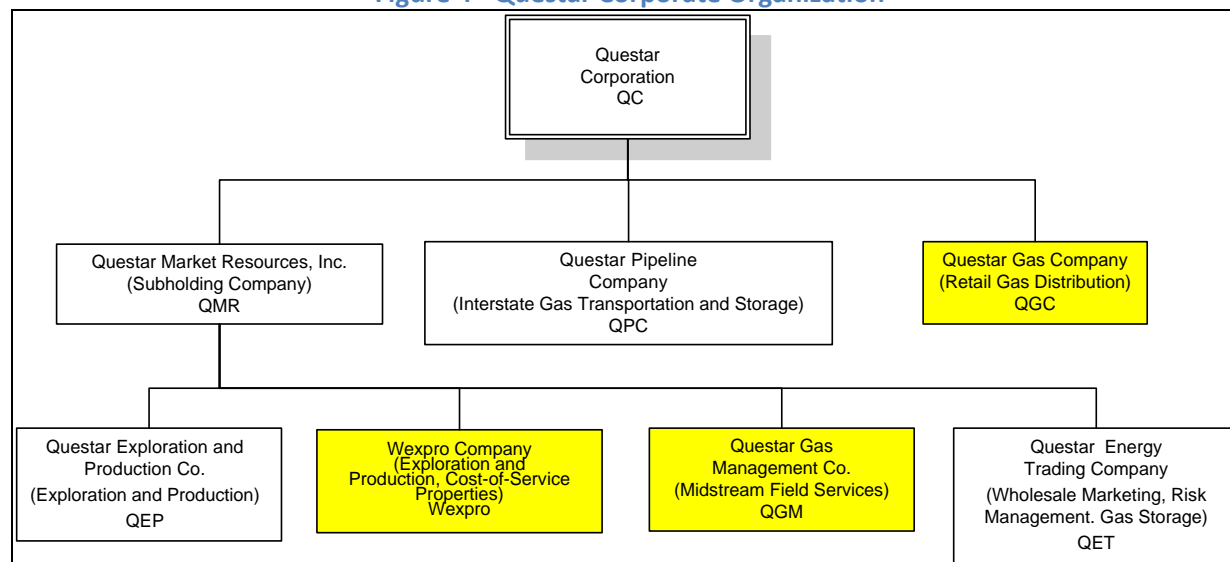 Figure - Questar Corporate Organization
Questar
Corporation
QC
Questar Market Resources, Inc.
(Subholding Company)
QMR
Questar Pipeline
Company
(Interstate Gas Transportation and Storage)
QPC
Questar Gas Company
(Retail Gas Distribution)
QGC
Questar Exploration and
Production Co.
(Exploration and Production)
QEP
Wexpro Company
(Exploration and
Production, Cost-of-Service
Properties)
Wexpro
Questar Gas
Management Co.
(Midstream Field Services)
QGM
Questar Energy
Trading Company
(Wholesale Marketing, Risk
Management. Gas Storage)
QET